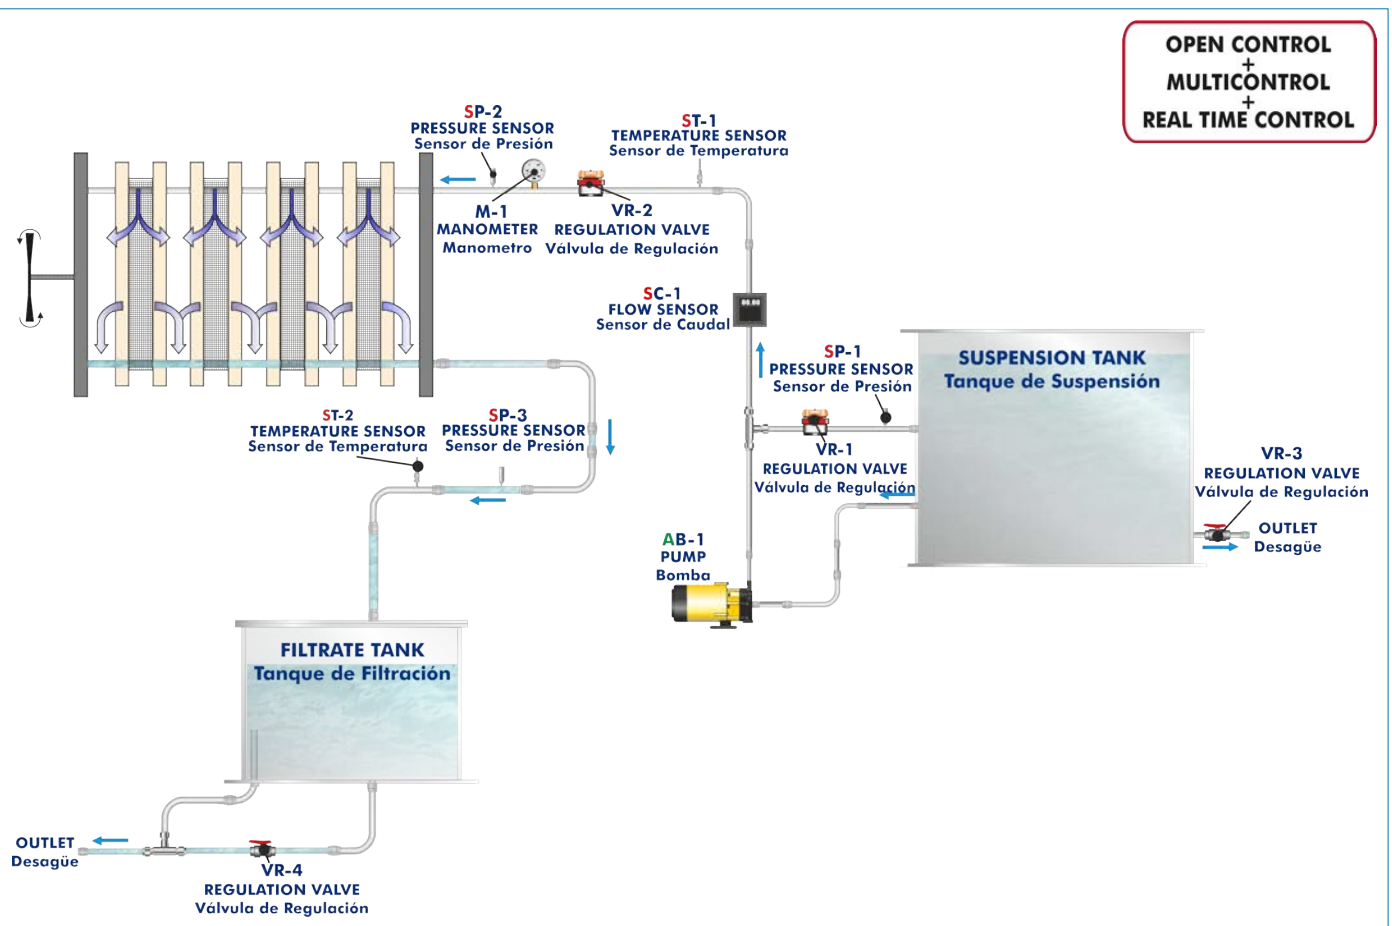 OPEN CONTROL
+
MULTICONTROL
+
REAL TIME CONTROL
SP-2
PRESSURE SENSOR
Sensor de Presión
ST-1
TEMPERATURE SENSOR
Sensor de Temperatura
M-1
MANOMETER
Manometro
VR-2
REGULATION VALVE
Válvula de Regulación
SC-1
FLOW SENSOR
Sensor de Caudal
SP-1
PRESSURE SENSOR
Sensor de Presión
SUSPENSION TANK
Tanque de Suspensión
ST-2
TEMPERATURE SENSOR
Sensor de Temperatura
SP-3
PRESSURE SENSOR
Sensor de Presión
VR-1
REGULATION VALVE
Válvula de Regulación
VR-3
REGULATION VALVE
Válvula de Regulación
OUTLET
Desagüe
AB-1
PUMP
Bomba
FILTRATE TANK
Tanque de Filtración
OUTLET
Desagüe
VR-4
REGULATION VALVE
Válvula de Regulación